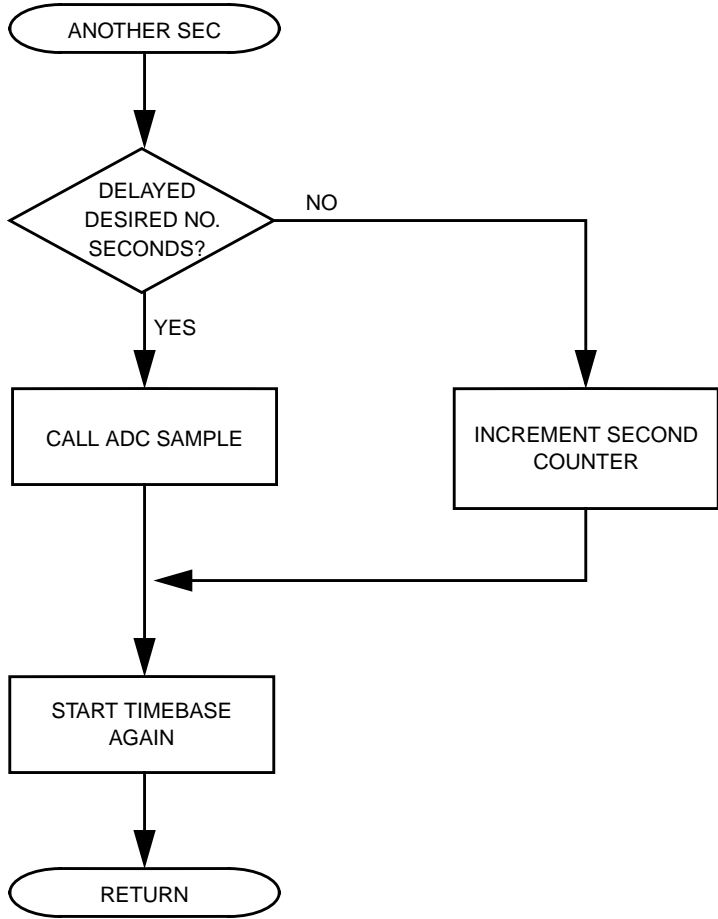 ANOTHER SEC
DELAYED
DESIRED NO.
SECONDS?
NO
YES
CALL ADC SAMPLE
INCREMENT SECOND
COUNTER
START TIMEBASE
AGAIN
RETURN